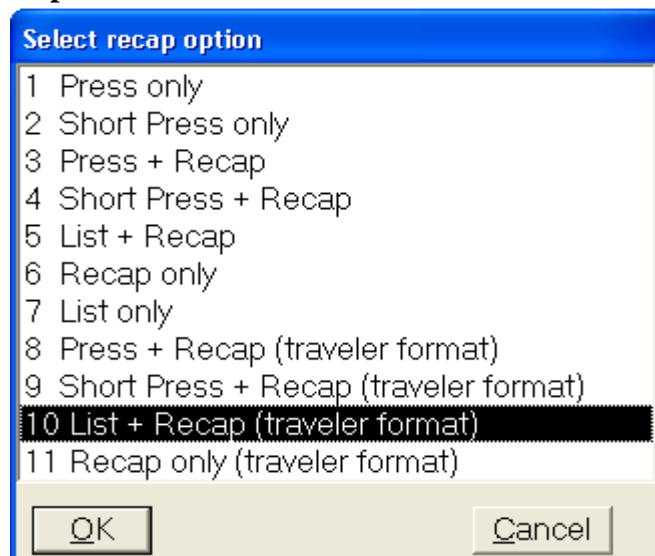 Select recap option
1 Press only
2 Short Press only
3 Press + Recap
4 Short Press + Recap
5 List + Recap
6 Recap only
7 List only
8 Press + Recap (traveler format)
9 Short Press + Recap (traveler format)
10 List + Recap (traveler format)
11 Recap only (traveler format)
OK Cancel